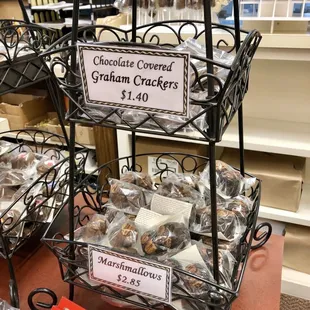 Chocolate Covered
Graham Crackers
$1.40
Marshmallows
$2.85